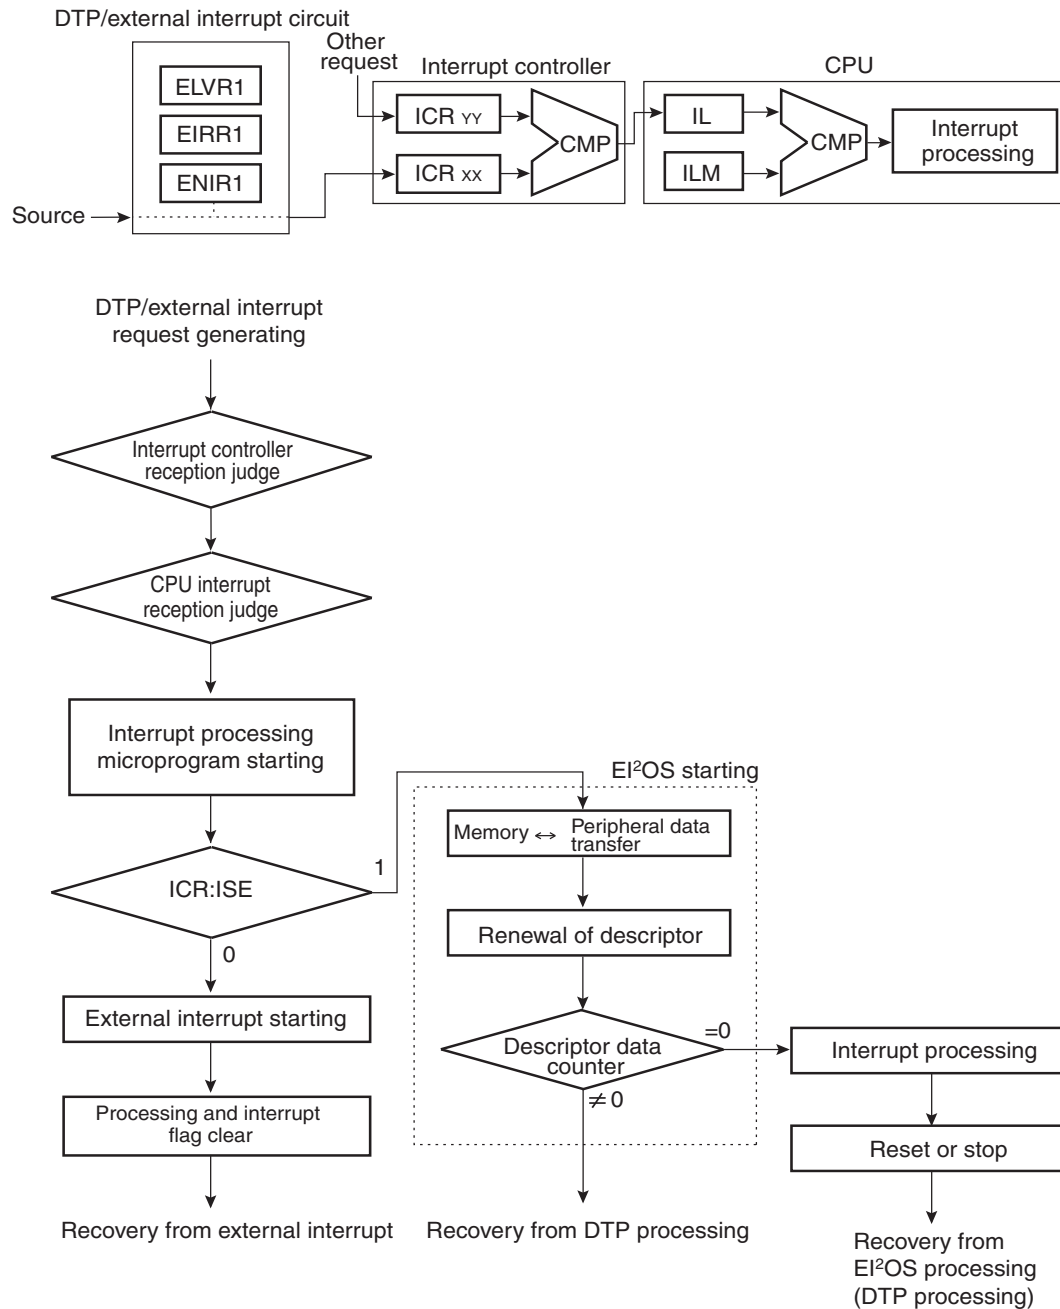 DTP/external interrupt circuit
Other
request
Interrupt controller
CPU
ELVR1
EIRR1
ENIR1
Source
ICR YY
ICR XX
CMP
IL
ILM
CMP
Interrupt
processing
DTP/external interrupt
request generating
Interrupt controller
reception judge
CPU interrupt
reception judge
Interrupt processing
microprogram starting
ICR:ISE
1
0
External interrupt starting
Processing and interrupt
flag clear
Recovery from external interrupt
EI²OS starting
Memory ↔ Peripheral data
transfer
Renewal of descriptor
Descriptor data
counter
=0
≠0
Recovery from DTP processing
Interrupt processing
Reset or stop
Recovery from
EI²OS processing
(DTP processing)